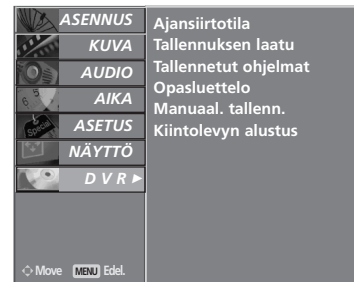 ASENNUS
KUVA
AUDIO
AIKA
ASETUS
NÄYTTÖ
D V R
Ajansiirtotila
Tallennuksen laatu
Tallennetut ohjelmat
Opasluettelo
Manuaal. tallenn.
Kiintolevyn alustus
Move MENU Edel.